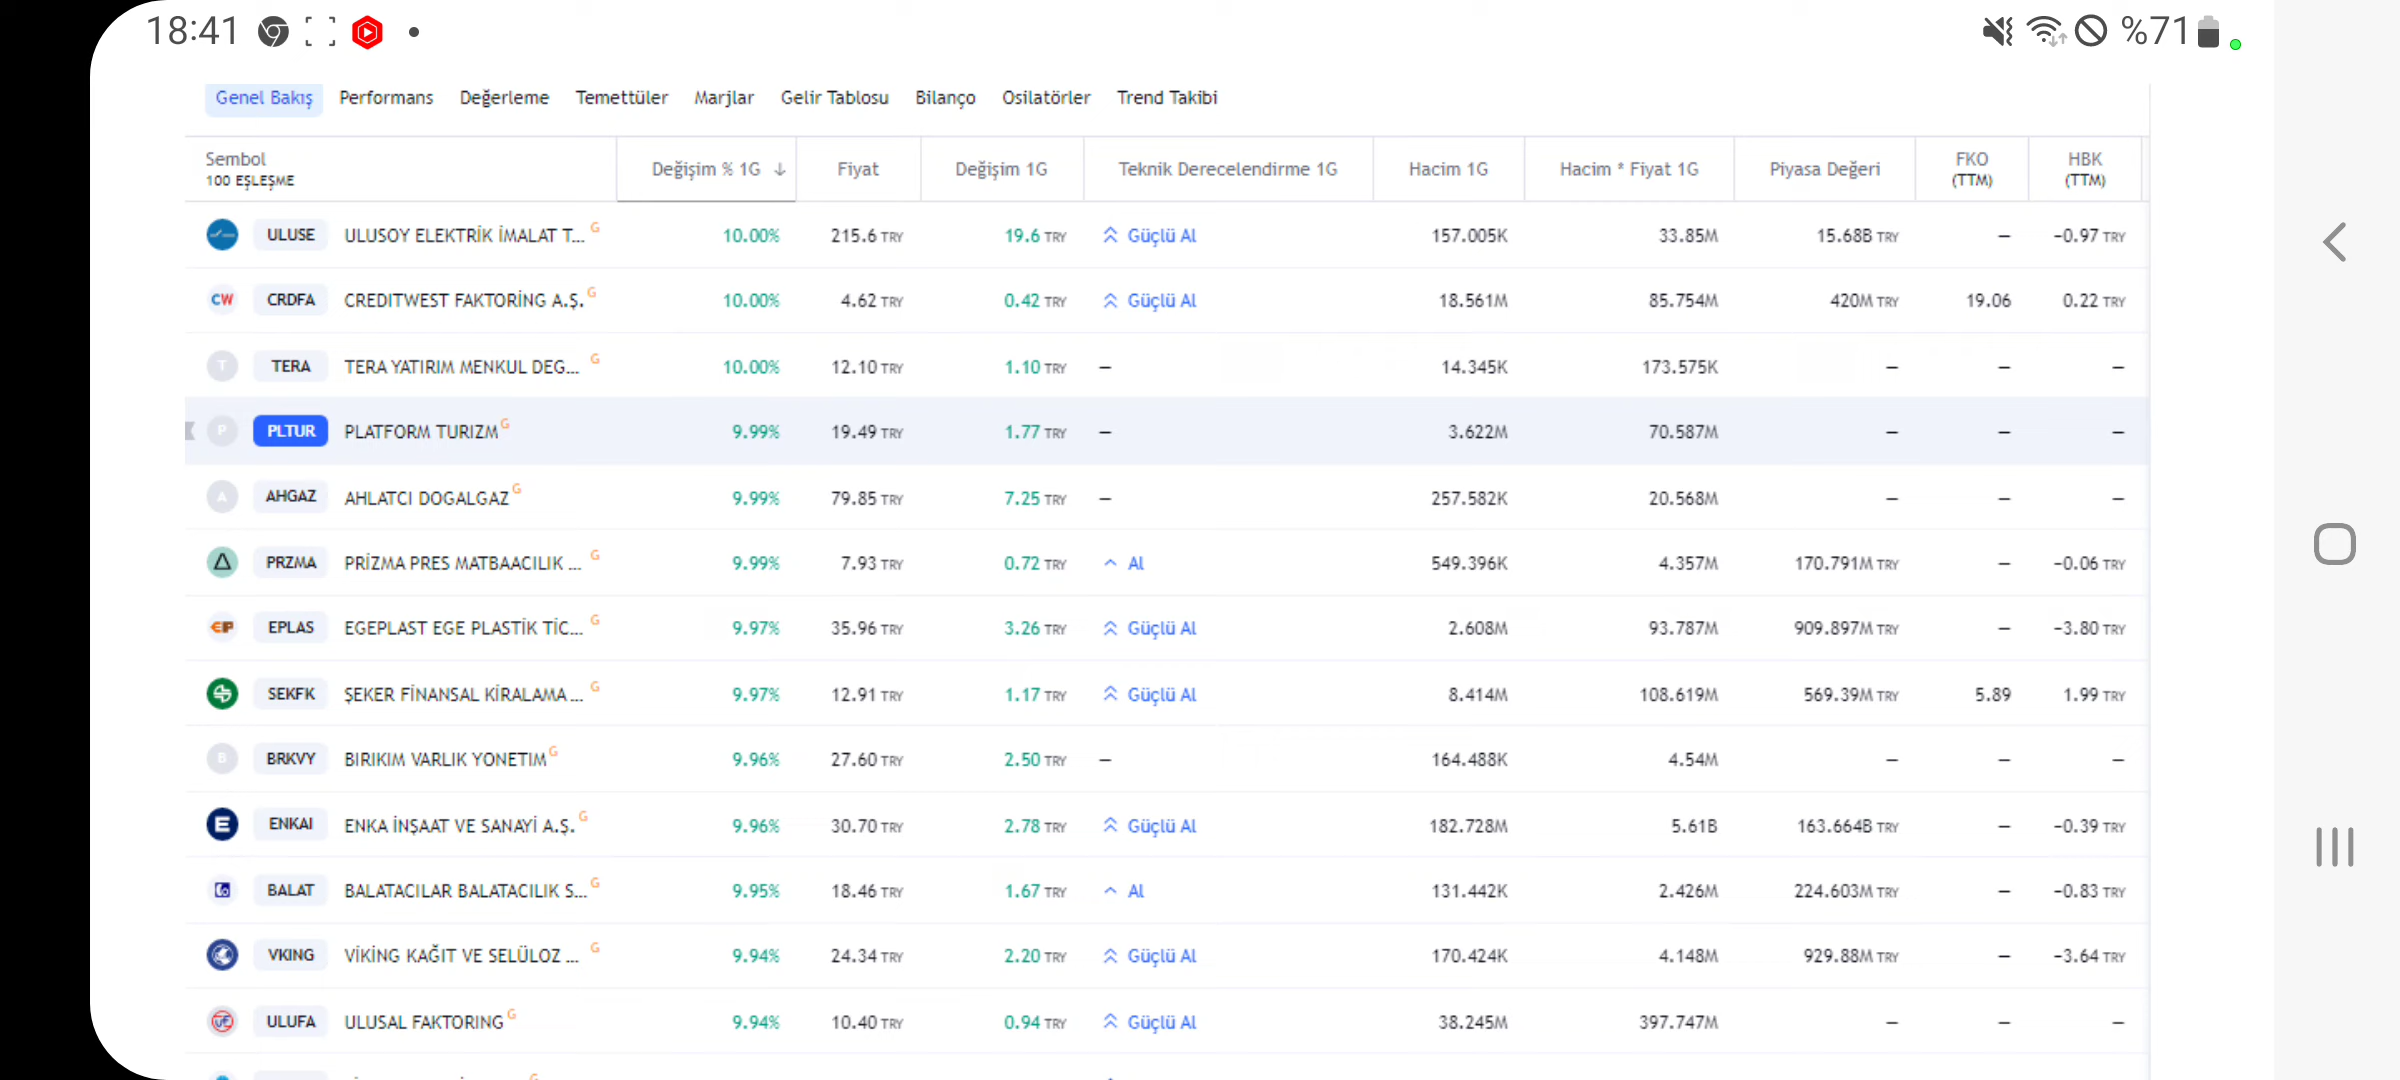 18:41
%71
Genel Bakış Performans Değerleme Temettüler Marjlar Gelir Tablosu Bilanço Osilatörler Trend Takibi
Sembol
100 EŞLEŞME
Değişim % 1G ↓ Fiyat Değişim 1G Teknik Derecelendirme 1G Hacim 1G Hacim * Fiyat 1G Piyasa Değeri FKO (TTM) HBK (TTM)
ULUSE ULUSOY ELEKTRİK İMALAT T... G 10.00% 215.6 TRY 19.6 TRY Güçlü Al 157.005K 33.85M 15.68B TRY — −0.97 TRY
CW CRDFA CREDITWEST FAKTORİNG A.Ş. G 10.00% 4.62 TRY 0.42 TRY Güçlü Al 18.561M 85.754M 420M TRY 19.06 0.22 TRY
T TERA TERA YATIRIM MENKUL DEG... G 10.00% 12.10 TRY 1.10 TRY — 14.345K 173.575K — — —
P PLTUR PLATFORM TURIZM G 9.99% 19.49 TRY 1.77 TRY — 3.622M 70.587M — — —
A AHGAZ AHLATCI DOGALGAZ G 9.99% 79.85 TRY 7.25 TRY — 257.582K 20.568M — — —
PRZMA PRİZMA PRES MATBAACILIK ... G 9.99% 7.93 TRY 0.72 TRY Al 549.396K 4.357M 170.791M TRY — −0.06 TRY
EP EPLAS EGEPLAST EGE PLASTİK TİC... G 9.97% 35.96 TRY 3.26 TRY Güçlü Al 2.608M 93.787M 909.897M TRY — −3.80 TRY
SEKFK ŞEKER FİNANSAL KİRALAMA ... G 9.97% 12.91 TRY 1.17 TRY Güçlü Al 8.414M 108.619M 569.39M TRY 5.89 1.99 TRY
B BRKVY BIRIKIM VARLIK YONETIM G 9.96% 27.60 TRY 2.50 TRY — 164.488K 4.54M — — —
E ENKAI ENKA İNŞAAT VE SANAYİ A.Ş. G 9.96% 30.70 TRY 2.78 TRY Güçlü Al 182.728M 5.61B 163.664B TRY — −0.39 TRY
BALAT BALATACILAR BALATACILIK S... G 9.95% 18.46 TRY 1.67 TRY Al 131.442K 2.426M 224.603M TRY — −0.83 TRY
VKING VİKİNG KAĞIT VE SELÜLOZ ... G 9.94% 24.34 TRY 2.20 TRY Güçlü Al 170.424K 4.148M 929.88M TRY — −3.64 TRY
ULUFA ULUSAL FAKTORING G 9.94% 10.40 TRY 0.94 TRY Güçlü Al 38.245M 397.747M — — —